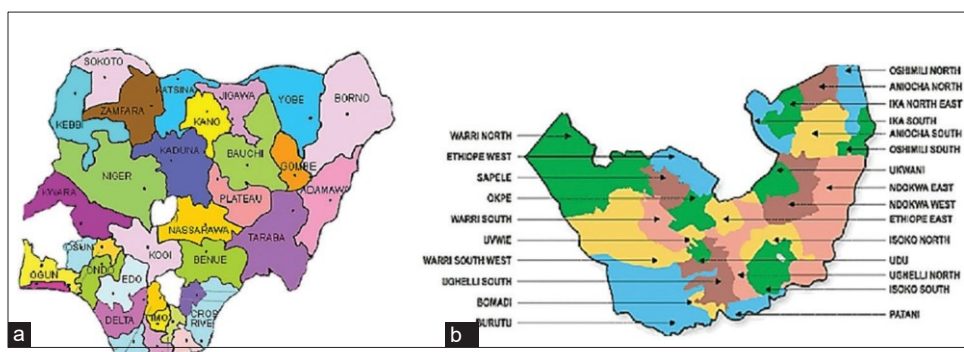 SOKOTO
KATSINA
JIGAWA
YOBE
BORNO
ZAMFARA
KEBBI
KANO
KADUNA
BAUCHI
GOMBE
ADAMAWA
NIGER
KWARA
PLATEAU
NASSARAWA
TARABA
OSUN
KOGI
BENUE
OGUN
ONDO
EDO
DELTA
IMO
CROS
RIVER
a
WARRI NORTH
ETHIOPE WEST
SAPELE
OKPE
WARRI SOUTH
UVWIE
WARRI SOUTH WEST
UGHELLI SOUTH
BOMADI
BURUTU
OSHIMILI NORTH
ANIOCHA NORTH
IKA NORTH EAST
IKA SOUTH
ANIOCHA SOUTH
OSHIMILI SOUTH
UKWANI
NDOKWA EAST
NDOKWA WEST
ETHIOPE EAST
ISOKO NORTH
UDU
UGHELLI NORTH
ISOKO SOUTH
PATANI
b